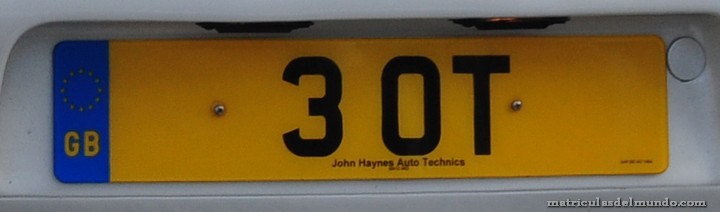 GB
3 OT
John Haynes Auto Technics
matriculasdelmundo.com